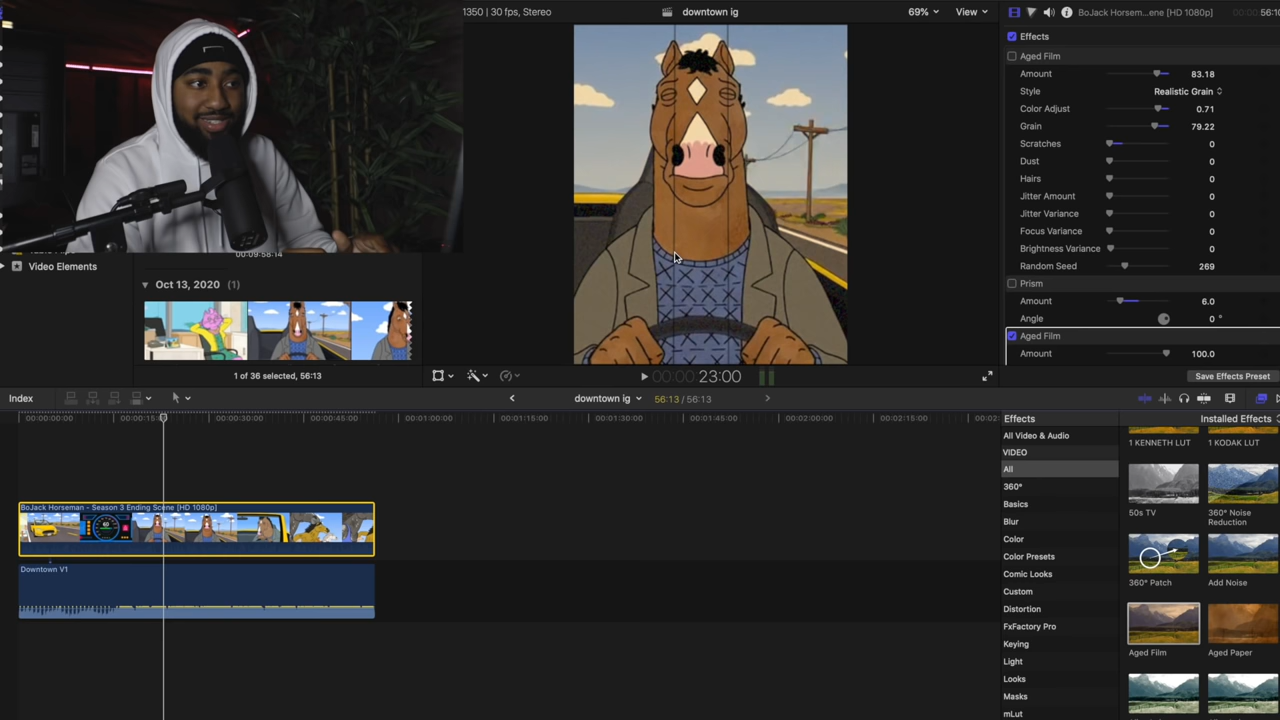 1350 | 30 fps, Stereo
downtown ig
69%
View
BoJack Horsem...ene [HD 1080p]
Effects
Aged Film
Amount 83.18
Style Realistic Grain
Color Adjust 0.71
Grain 79.22
Scratches 0
Dust 0
Hairs 0
Jitter Amount 0
Jitter Variance 0
Focus Variance 0
Brightness Variance 0
Random Seed 269
Prism
Amount 6.0
Angle 0 °
Aged Film
Amount 100.0
Save Effects Preset
00:09:58:14
Video Elements
Oct 13, 2020 (1)
1 of 36 selected, 56:13
00:00 23:00
Index
downtown ig
56:13 / 56:13
00:00:00:00
00:00:15:00
00:00:30:00
00:00:45:00
00:01:00:00
00:01:15:00
00:01:30:00
00:01:45:00
00:02:00:00
00:02:15:00
BoJack Horseman - Season 3 Ending Scene [HD 1080p]
Downtown V1
Effects
Installed Effects
All Video & Audio
VIDEO
All
360°
Basics
Blur
Color
Color Presets
Comic Looks
Custom
Distortion
FxFactory Pro
Keying
Light
Looks
Masks
mLut
1 KENNETH LUT
1 KODAK LUT
50s TV
360° Noise
Reduction
360° Patch
Add Noise
Aged Film
Aged Paper